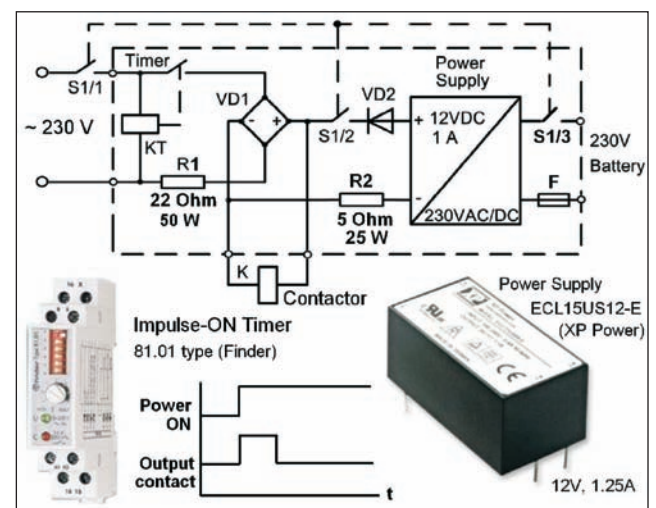 Timer
Power
Supply
VD1
VD2
S1/1
S1/2
S1/3
~ 230 V
KT
+ 12VDC
1 A
-
230VAC/DC
230V
Battery
F
- +
R1
22 Ohm
50 W
R2
5 Ohm
25 W
K
Contactor
Impulse-ON Timer
81.01 type (Finder)
Power Supply
ECL15US12-E
(XP Power)
Power
ON
Output
contact
t
12V, 1.25A